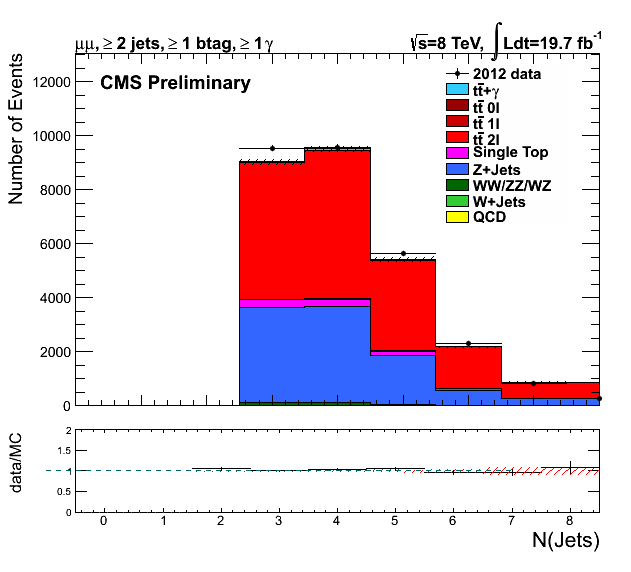 μμ, ≥ 2 jets, ≥ 1 btag, ≥ 1 γ
√s=8 TeV, ∫ Ldt=19.7 fb⁻¹
CMS Preliminary
Number of Events
12000
10000
8000
6000
4000
2000
0
2012 data
tt̄+γ
tt̄ 0l
tt̄ 1l
tt̄ 2l
Single Top
Z+Jets
WW/ZZ/WZ
W+Jets
QCD
data/MC
2
1.5
1
0.5
0
0 1 2 3 4 5 6 7 8
N(Jets)